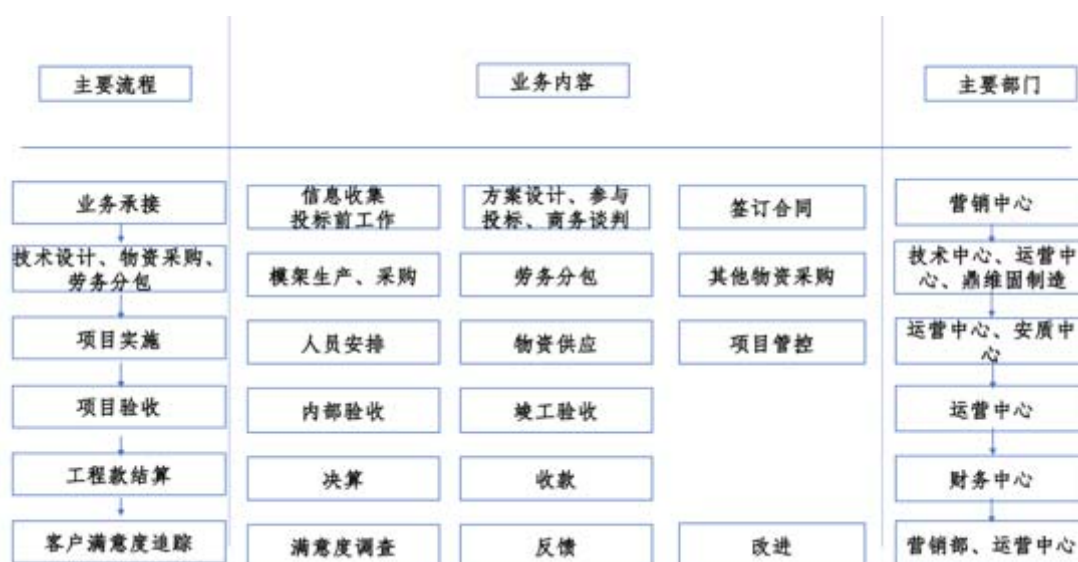 主要流程
业务内容
主要部门
业务承接
信息收集
投标前工作
方案设计、参与
投标、商务谈判
签订合同
营销中心
技术设计、物资采购、
劳务分包
模架生产、采购
劳务分包
其他物资采购
技术中心、运营中
心、鼎维固制造
项目实施
人员安排
物资供应
项目管控
运营中心、安质中
心
项目验收
内部验收
竣工验收
运营中心
工程款结算
决算
收款
财务中心
客户满意度追踪
满意度调查
反馈
改进
营销部、运营中心